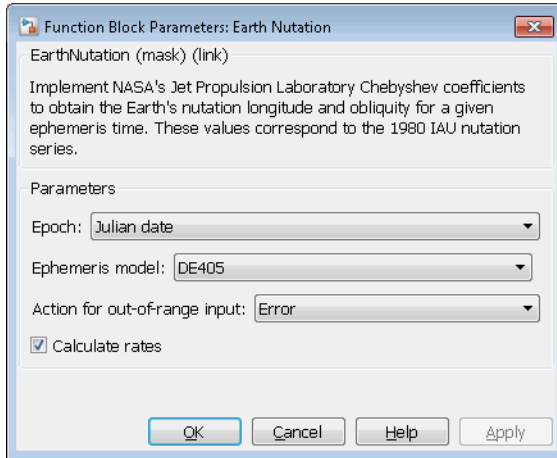 Function Block Parameters: Earth Nutation
EarthNutation (mask) (link)
Implement NASA's Jet Propulsion Laboratory Chebyshev coefficients
to obtain the Earth's nutation longitude and obliquity for a given
ephemeris time. These values correspond to the 1980 IAU nutation
series.
Parameters
Epoch: Julian date
Ephemeris model: DE405
Action for out-of-range input: Error
Calculate rates
OK Cancel Help Apply